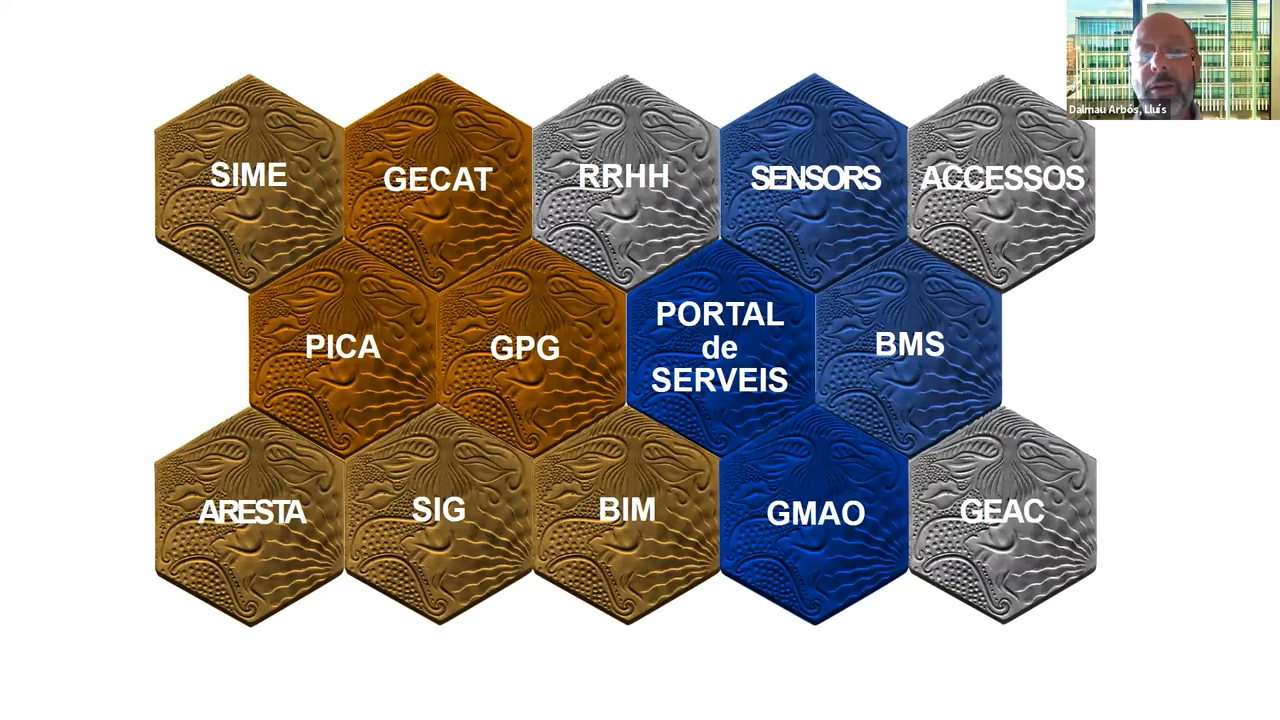 Dalmau Arbós, Lluís
SIME
GECAT
RRHH
SENSORS
ACCESSOS
PICA
GPG
PORTAL
de
SERVEIS
BMS
ARESTA
SIG
BIM
GMAO
GEAC